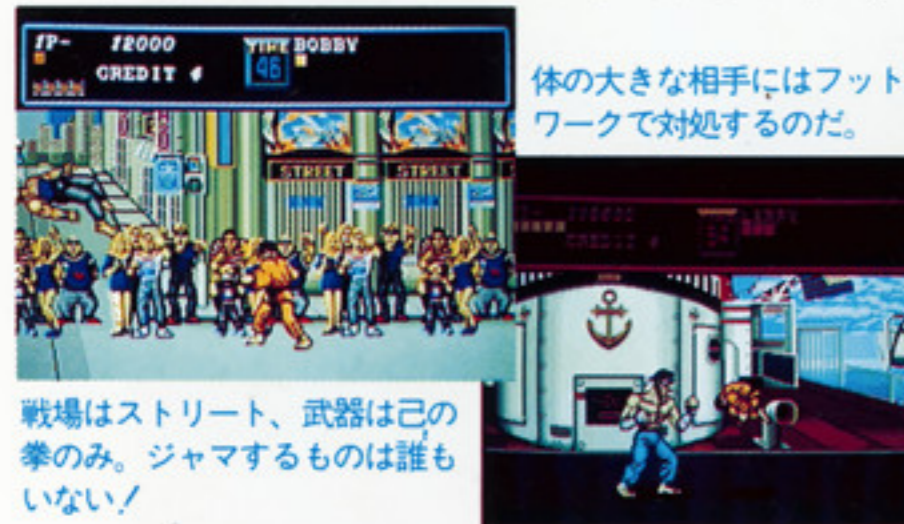 1P- 12000
CREDIT 4
TIME
46
BOBBY
STREET
STREET
体の大きな相手にはフット
ワークで対処するのだ。
CREDIT 4
戦場はストリート、武器は己の
拳のみ。ジャマするものは誰も
いない!